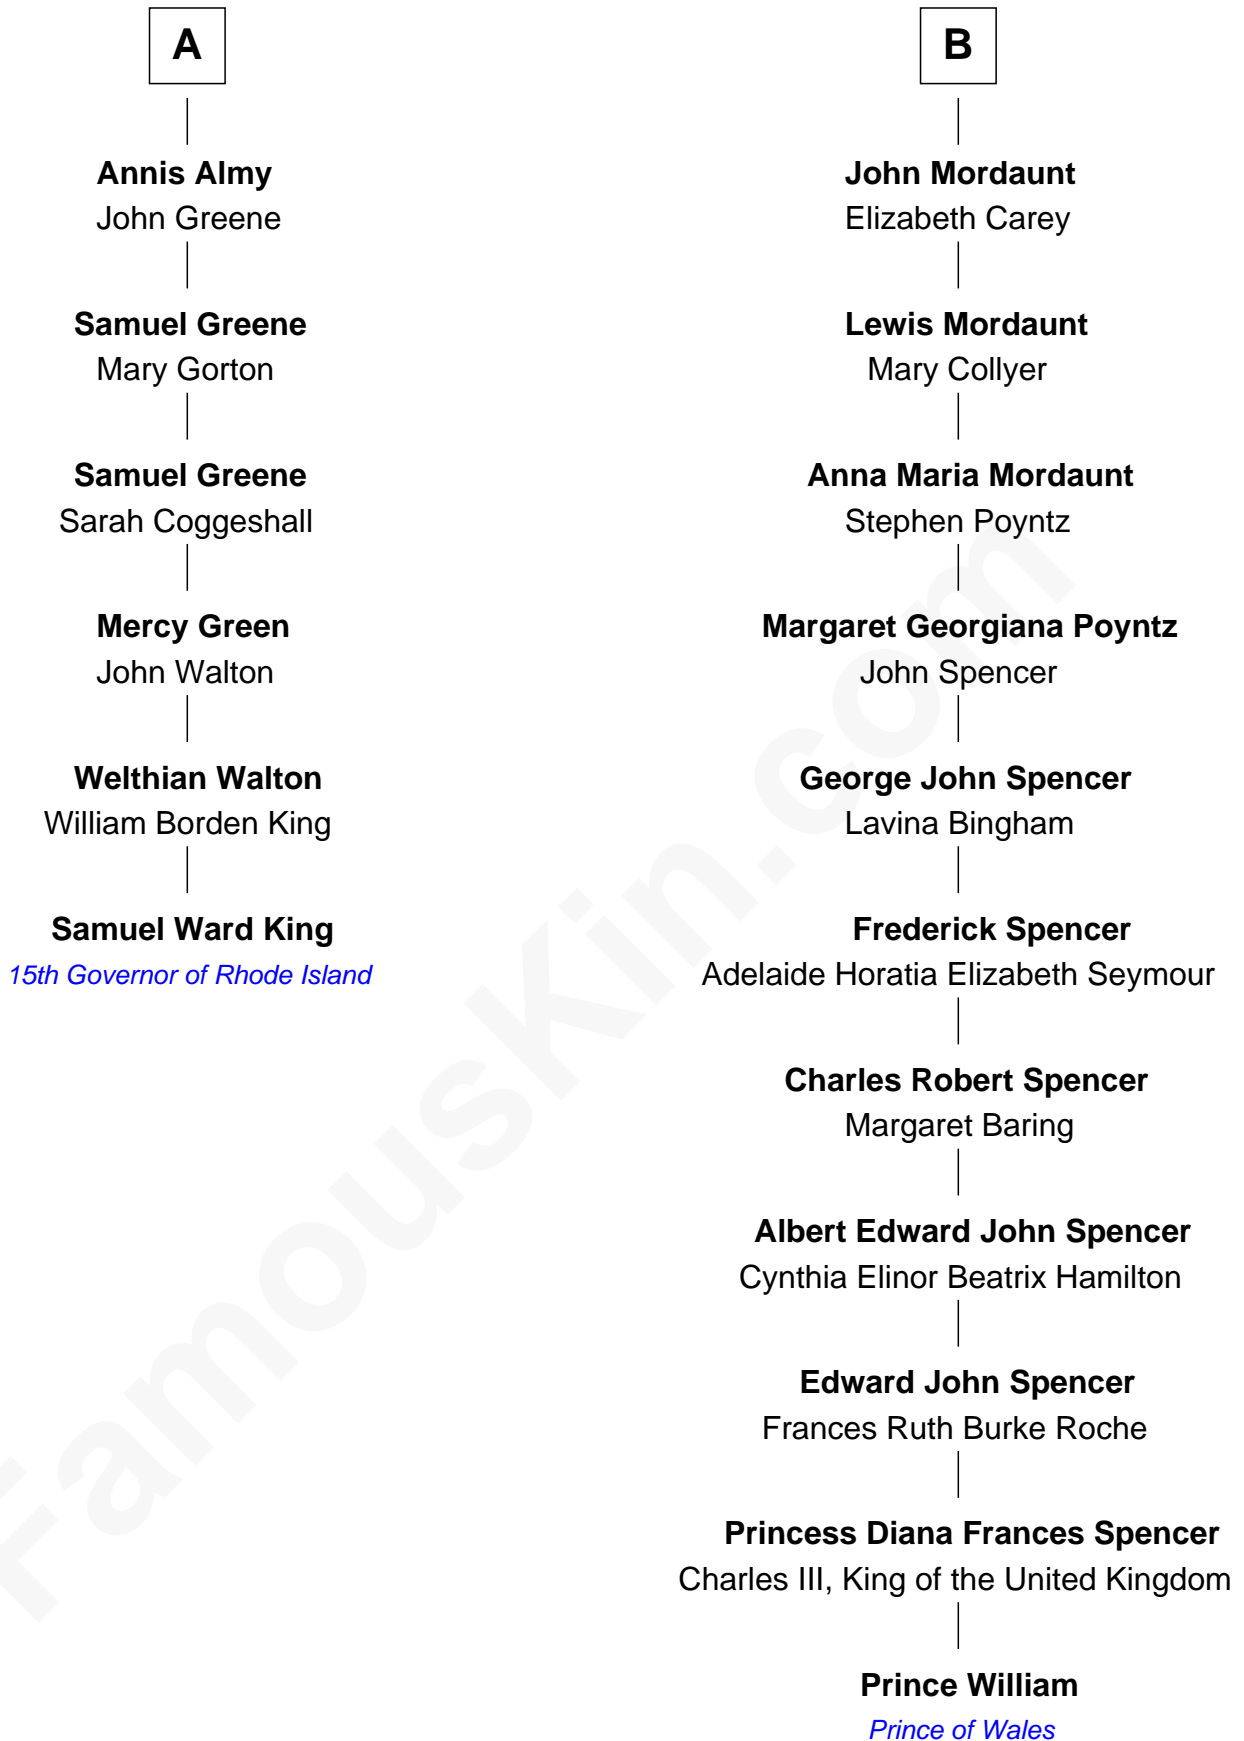 A
Annis Almy
John Greene
Samuel Greene
Mary Gorton
Samuel Greene
Sarah Coggeshall
Mercy Green
John Walton
Welthian Walton
William Borden King
Samuel Ward King
15th Governor of Rhode Island
B
John Mordaunt
Elizabeth Carey
Lewis Mordaunt
Mary Collyer
Anna Maria Mordaunt
Stephen Poyntz
Margaret Georgiana Poyntz
John Spencer
George John Spencer
Lavina Bingham
Frederick Spencer
Adelaide Horatia Elizabeth Seymour
Charles Robert Spencer
Margaret Baring
Albert Edward John Spencer
Cynthia Elinor Beatrix Hamilton
Edward John Spencer
Frances Ruth Burke Roche
Princess Diana Frances Spencer
Charles III, King of the United Kingdom
Prince William
Prince of Wales
FamousKin.com